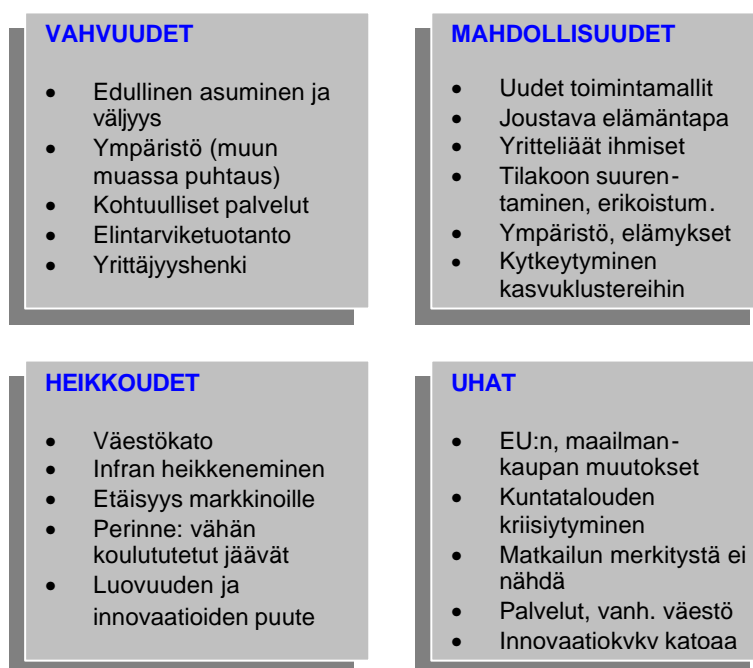 VAHVUUDET
• Edullinen asuminen ja
väljyys
• Ympäristö (muun
muassa puhtaus)
• Kohtuulliset palvelut
• Elintarviketuotanto
• Yrittäjyyshenki
MAHDOLLISUUDET
• Uudet toimintamallit
• Joustava elämäntapa
• Yritteliäät ihmiset
• Tilakoon suuren-
taminen, erikoistum.
• Ympäristö, elämykset
• Kytkeytyminen
kasvuklustereihin
HEIKKOUDET
• Väestökato
• Infran heikkeneminen
• Etäisyys markkinoille
• Perinne: vähän
koulututetut jäävät
• Luovuuden ja
innovaatioiden puute
UHAT
• EU:n, maailman-
kaupan muutokset
• Kuntatalouden
kriisiytyminen
• Matkailun merkitystä ei
nähdä
• Palvelut, vanh. väestö
• Innovaatiokyky katoaa